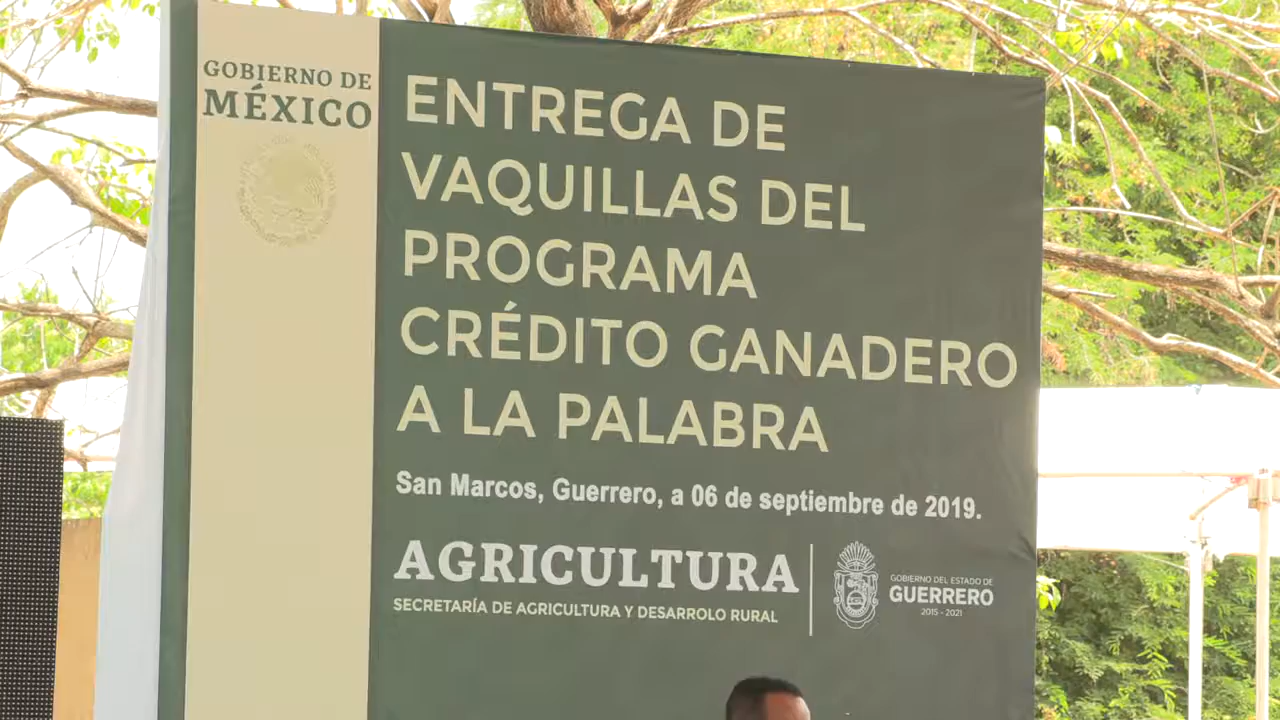 GOBIERNO DE
MÉXICO
ENTREGA DE
VAQUILLAS DEL
PROGRAMA
CRÉDITO GANADERO
A LA PALABRA
San Marcos, Guerrero, a 06 de septiembre de 2019.
AGRICULTURA
SECRETARÍA DE AGRICULTURA Y DESARROLO RURAL
GOBIERNO DEL ESTADO DE
GUERRERO
2015 - 2021